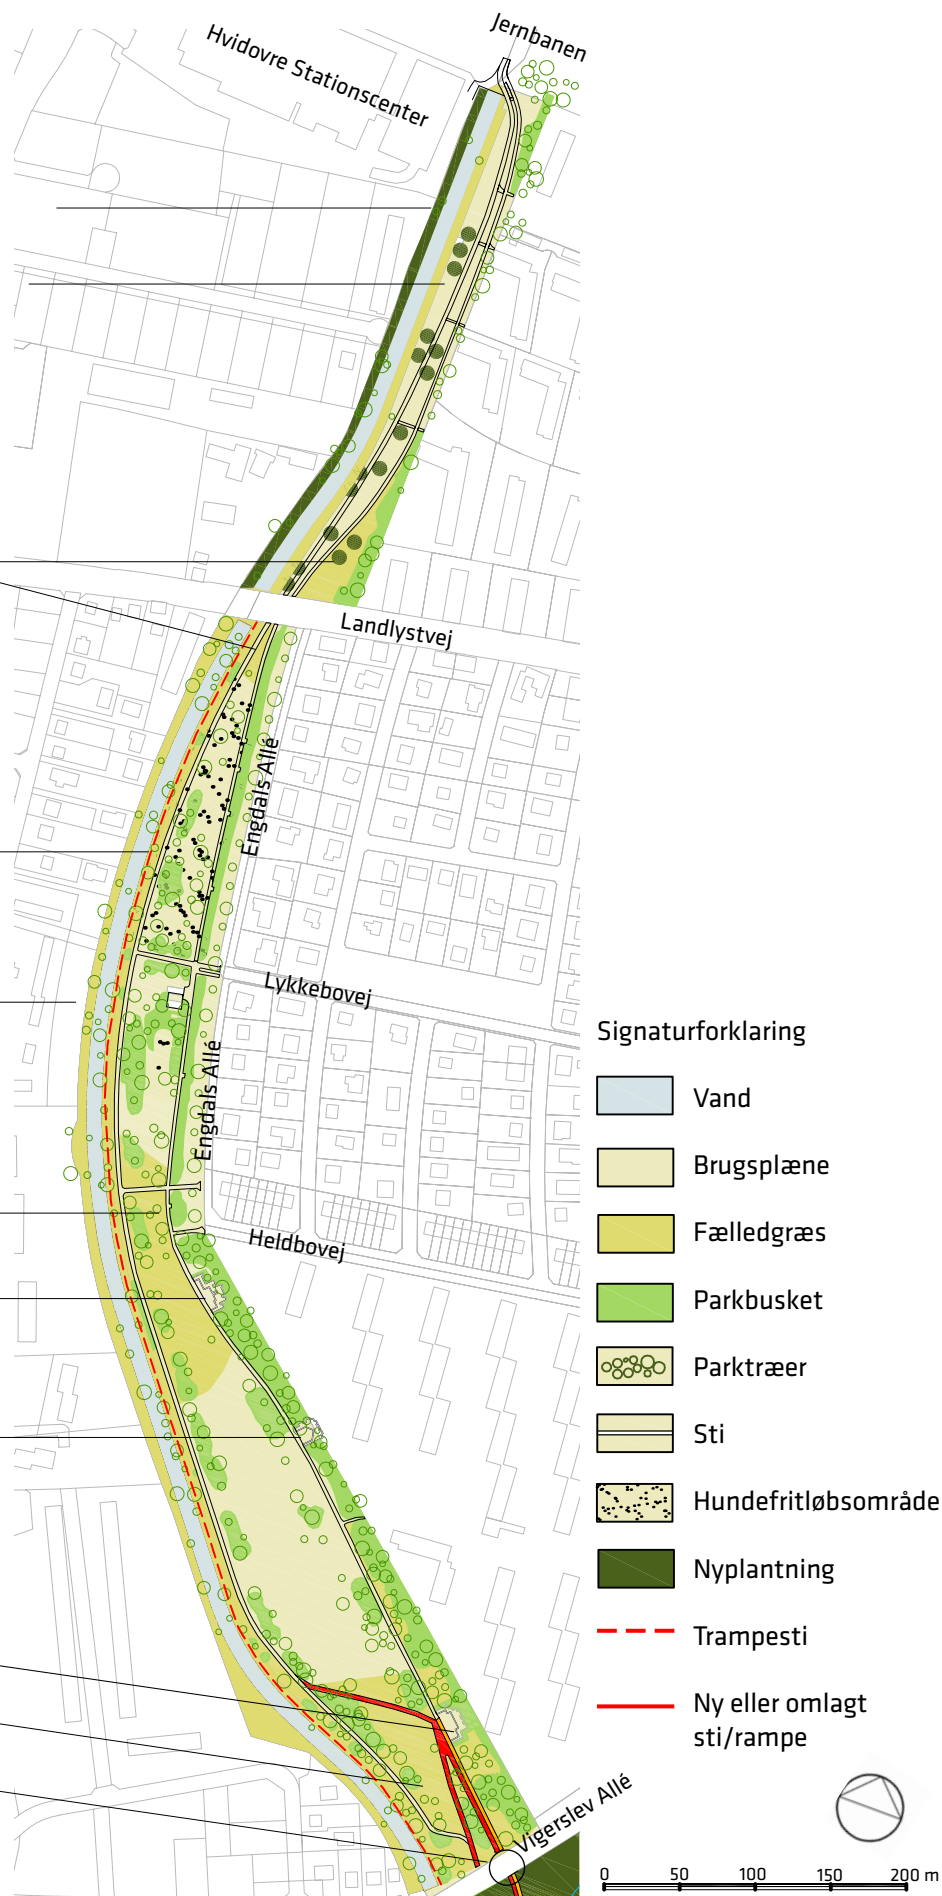 Jernbanen
Hvidovre Stationscenter
Landlystvej
Engdals Allé
Lykkebovej
Engdals Allé
Heldbovej
Vigerslev Allé
Signaturforklaring
Vand
Brugsplæne
Fælledgræs
Parkbusket
Parktræer
Sti
Hundefritløbsområde
Nyplantning
Trampesti
Ny eller omlagt
sti/rampe
0 50 100 150 200 m